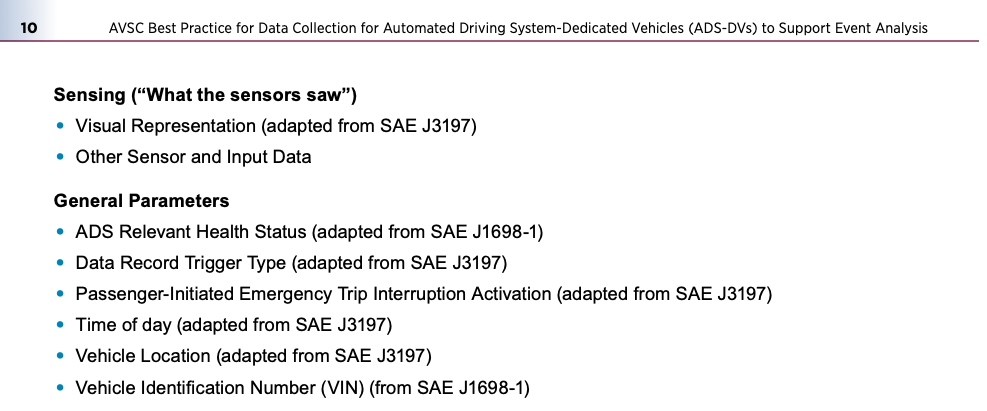 10 AVSC Best Practice for Data Collection for Automated Driving System-Dedicated Vehicles (ADS-DVs) to Support Event Analysis
Sensing (“What the sensors saw”)
• Visual Representation (adapted from SAE J3197)
• Other Sensor and Input Data
General Parameters
• ADS Relevant Health Status (adapted from SAE J1698-1)
• Data Record Trigger Type (adapted from SAE J3197)
• Passenger-Initiated Emergency Trip Interruption Activation (adapted from SAE J3197)
• Time of day (adapted from SAE J3197)
• Vehicle Location (adapted from SAE J3197)
• Vehicle Identification Number (VIN) (from SAE J1698-1)